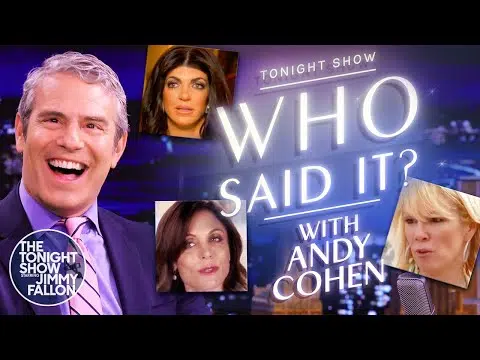 TONIGHT SHOW
WHO
SAID IT?
WITH
ANDY
COHEN
THE
TONIGHT
SHOW
STARRING
JIMMY
FALLON